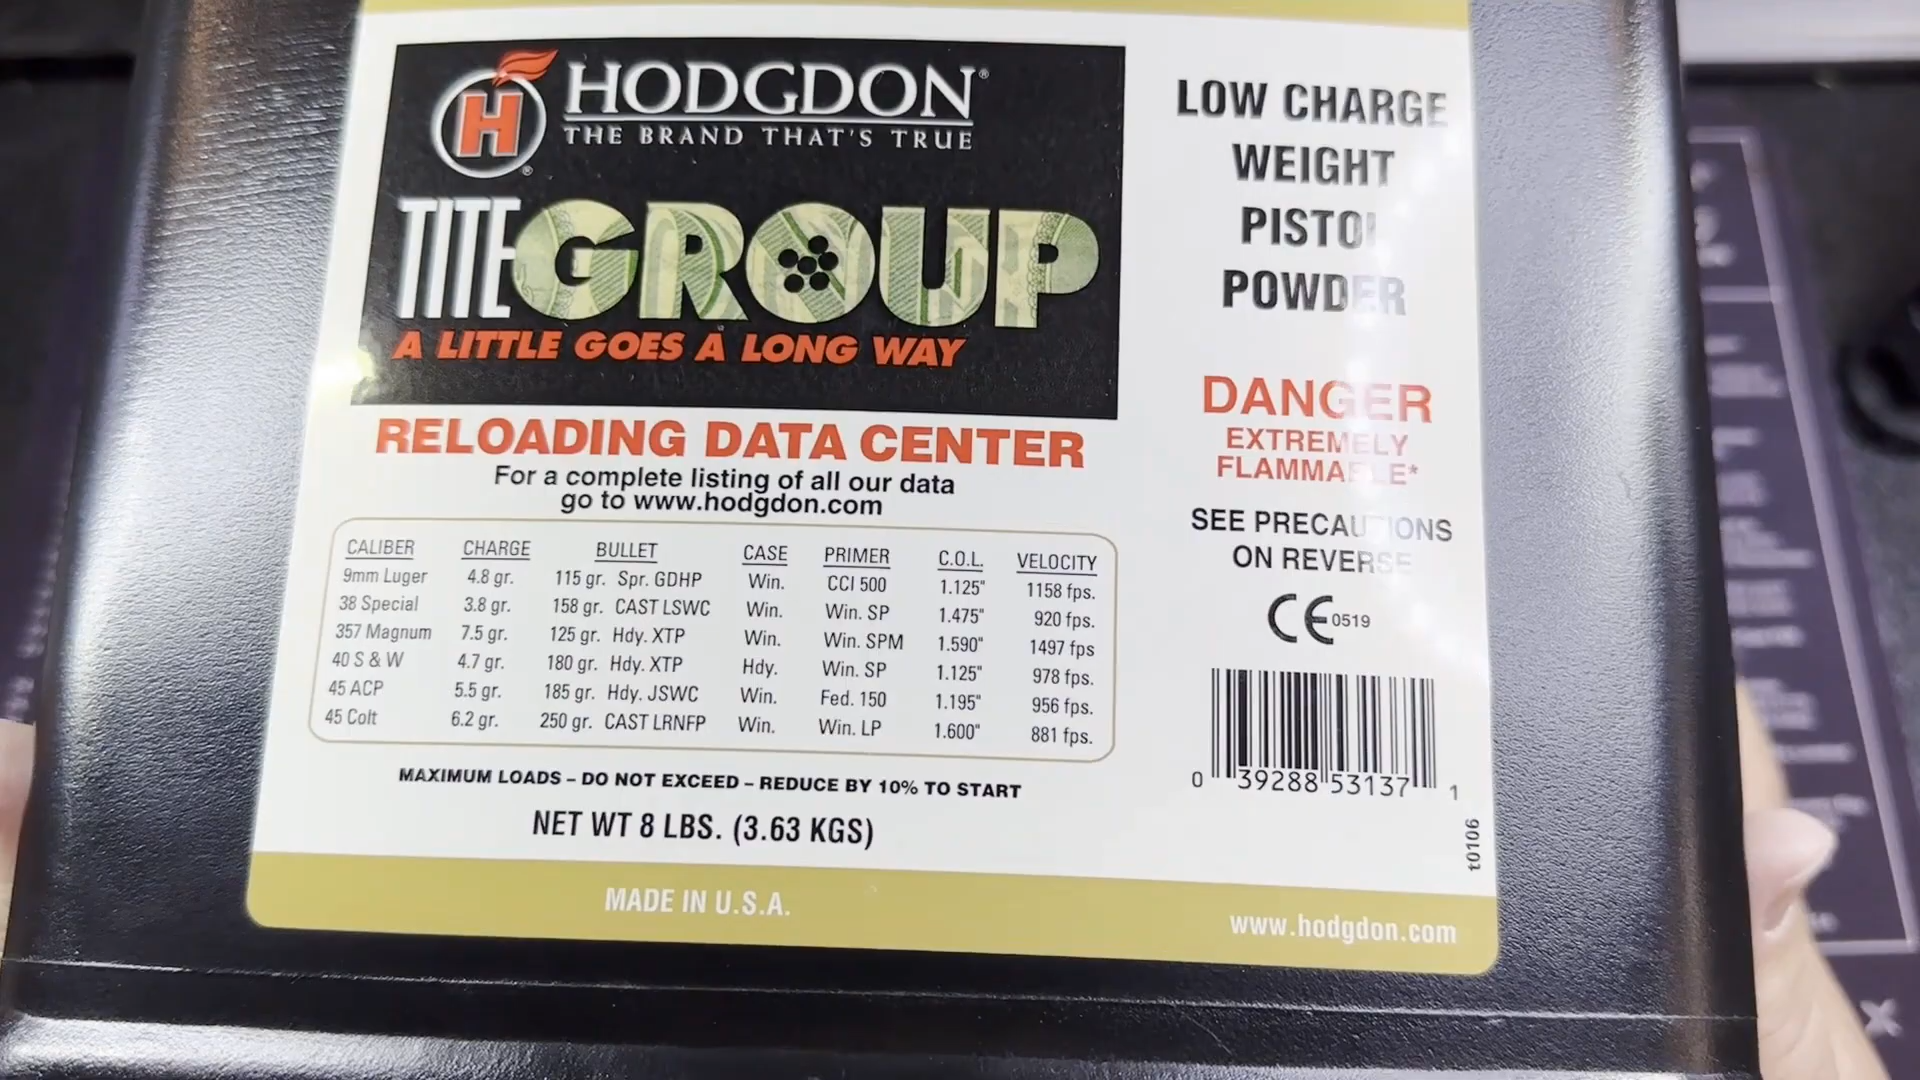 HODGDON®
THE BRAND THAT'S TRUE
H
®
TITEGROUP
A LITTLE GOES A LONG WAY
RELOADING DATA CENTER
For a complete listing of all our data
go to www.hodgdon.com
CALIBER CHARGE BULLET CASE PRIMER C.O.L. VELOCITY
9mm Luger 4.8 gr. 115 gr. Spr. GDHP Win. CCI 500 1.125" 1158 fps.
38 Special 3.8 gr. 158 gr. CAST LSWC Win. Win. SP 1.475" 920 fps.
357 Magnum 7.5 gr. 125 gr. Hdy. XTP Win. Win. SPM 1.590" 1497 fps
40 S & W 4.7 gr. 180 gr. Hdy. XTP Hdy. Win. SP 1.125" 978 fps.
45 ACP 5.5 gr. 185 gr. Hdy. JSWC Win. Fed. 150 1.195" 956 fps.
45 Colt 6.2 gr. 250 gr. CAST LRNFP Win. Win. LP 1.600" 881 fps.
MAXIMUM LOADS – DO NOT EXCEED – REDUCE BY 10% TO START
NET WT 8 LBS. (3.63 KGS)
MADE IN U.S.A.
LOW CHARGE
WEIGHT
PISTOL
POWDER
DANGER
EXTREMELY
FLAMMABLE*
SEE PRECAUTIONS
ON REVERSE
CE 0519
0 39288 53137 1
t0106
www.hodgdon.com